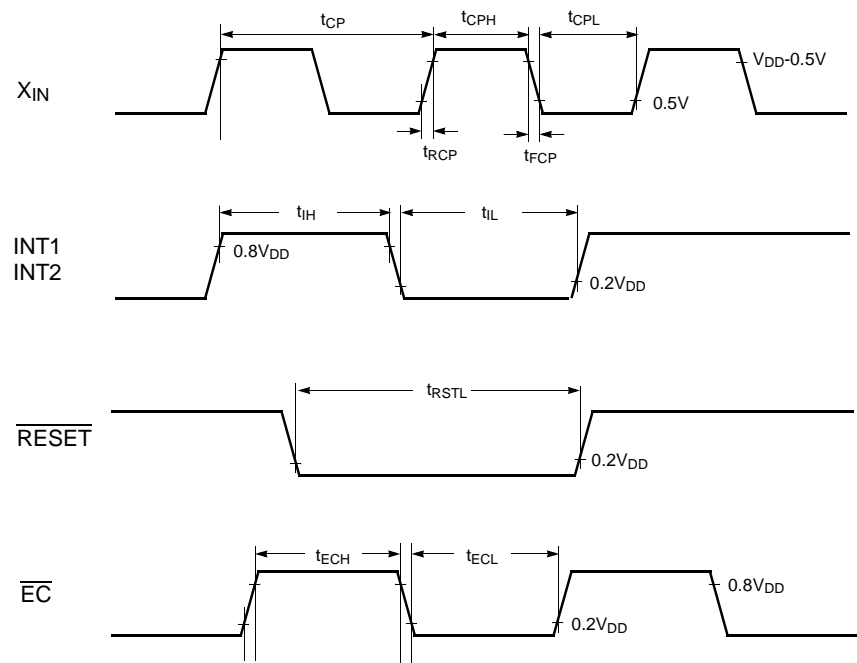 tCP tCPH tCPL
XIN
VDD-0.5V
0.5V
tRCP tFCP
tIH tIL
INT1
INT2
0.8VDD
0.2VDD
tRSTL
RESET
0.2VDD
tECH tECL
EC
0.8VDD
0.2VDD